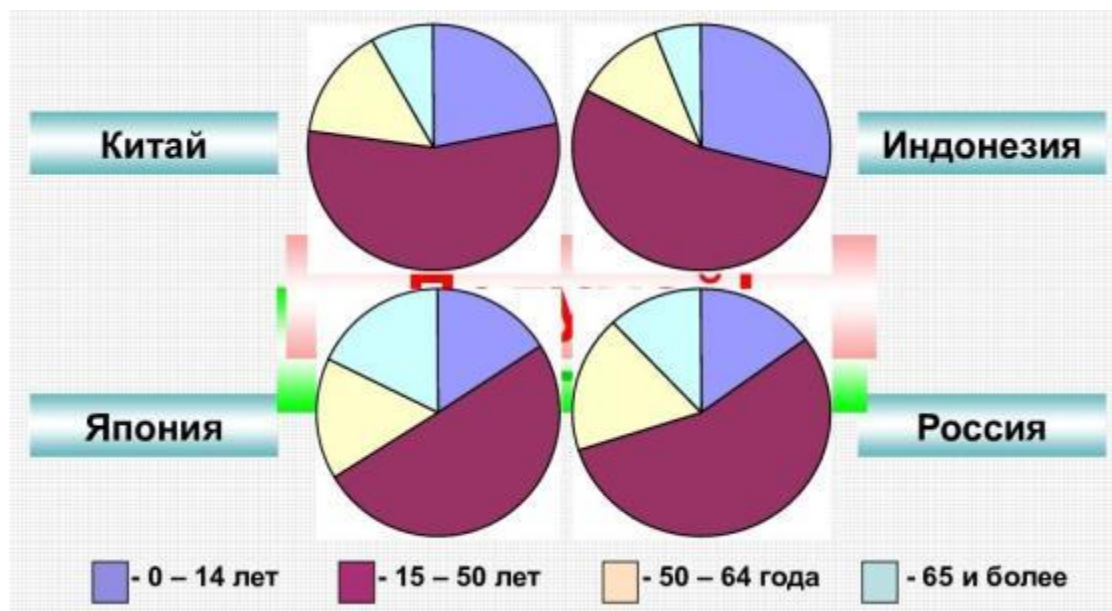 Китай
Индонезия
Япония
Россия
- 0 – 14 лет
- 15 – 50 лет
- 50 – 64 года
- 65 и более